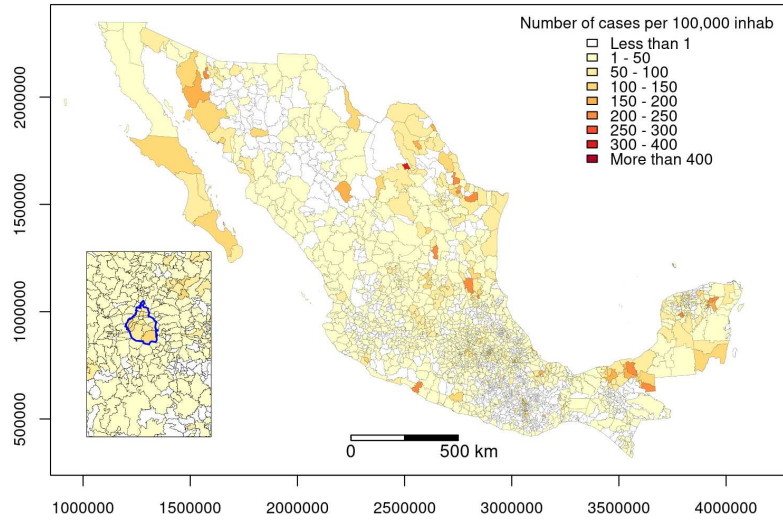 Number of cases per 100,000 inhab
Less than 1
1 - 50
50 - 100
100 - 150
150 - 200
200 - 250
250 - 300
300 - 400
More than 400
2000000
1500000
1000000
500000
0 500 km
1000000 1500000 2000000 2500000 3000000 3500000 4000000